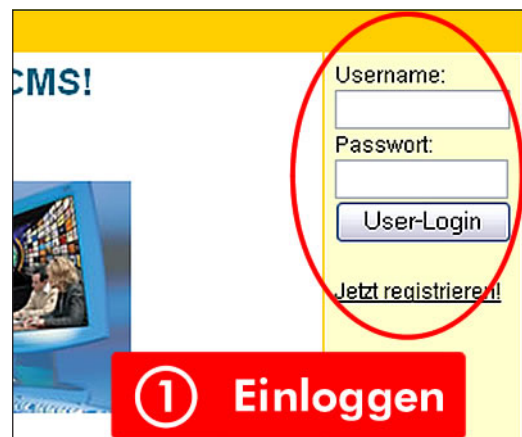 CMS!
Username:
Passwort:
User-Login
Jetzt registrieren!
1 Einloggen